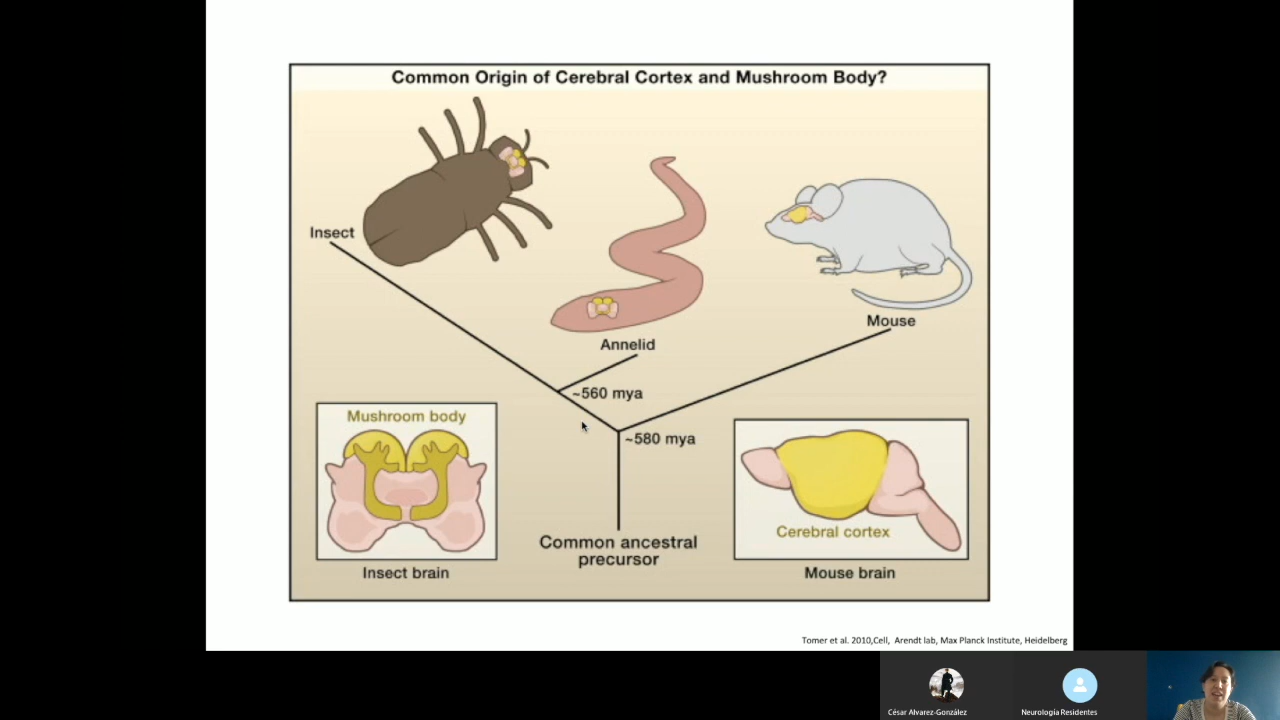 Common Origin of Cerebral Cortex and Mushroom Body?
Insect
Annelid
Mouse
~560 mya
~580 mya
Mushroom body
Cerebral cortex
Common ancestral
precursor
Insect brain
Mouse brain
Tomer et al. 2010,Cell,  Arendt lab, Max Planck Institute, Heidelberg
César Alvarez-González
Neurología Residentes